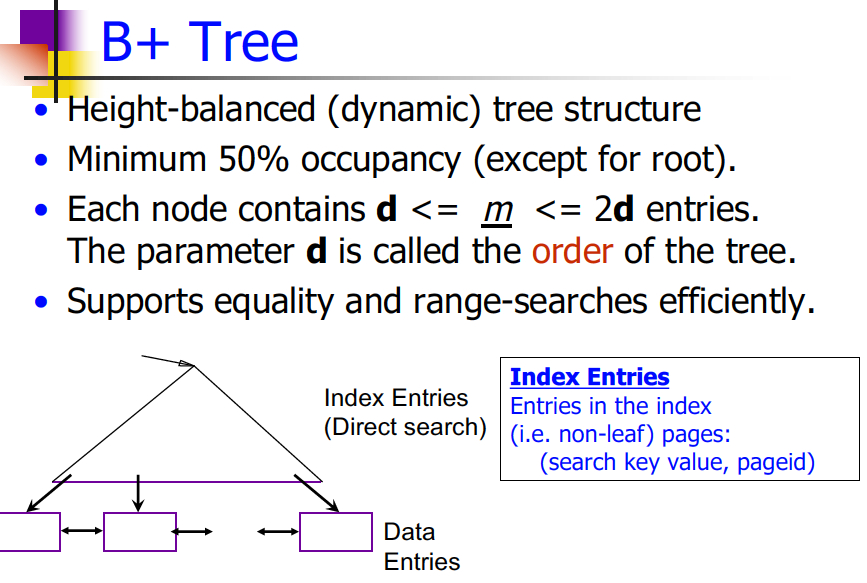 B+ Tree
• Height-balanced (dynamic) tree structure
• Minimum 50% occupancy (except for root).
• Each node contains d <= m <= 2d entries.
The parameter d is called the order of the tree.
• Supports equality and range-searches efficiently.
Index Entries
(Direct search)
Index Entries
Entries in the index
(i.e. non-leaf) pages:
(search key value, pageid)
Data
Entries